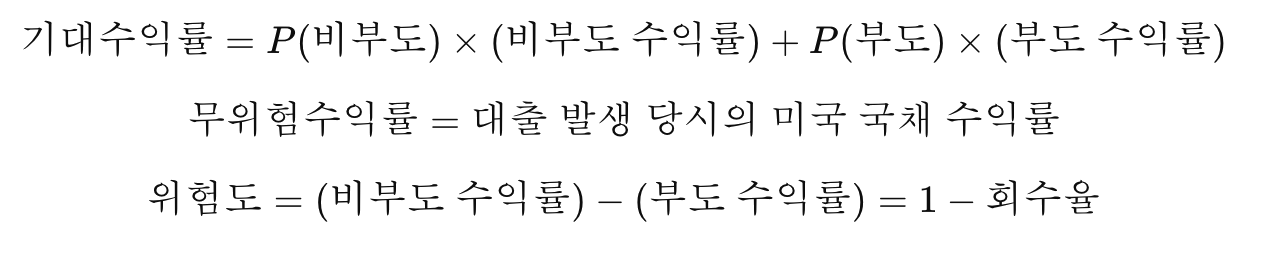 기대수익률 = P(비부도) × (비부도 수익률) + P(부도) × (부도 수익률)
무위험수익률 = 대출 발생 당시의 미국 국채 수익률
위험도 = (비부도 수익률) − (부도 수익률) = 1 − 회수율